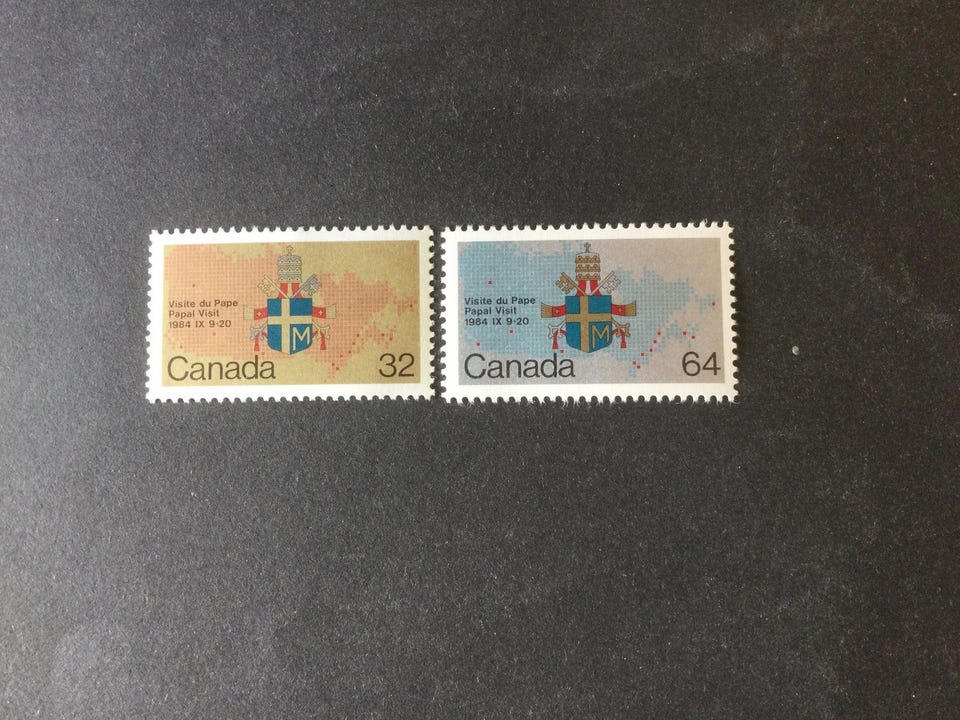 Visite du Pape
Papal Visit
1984 IX 9-20
M
Canada 32
Visite du Pape
Papal Visit
1984 IX 9-20
M
Canada 64